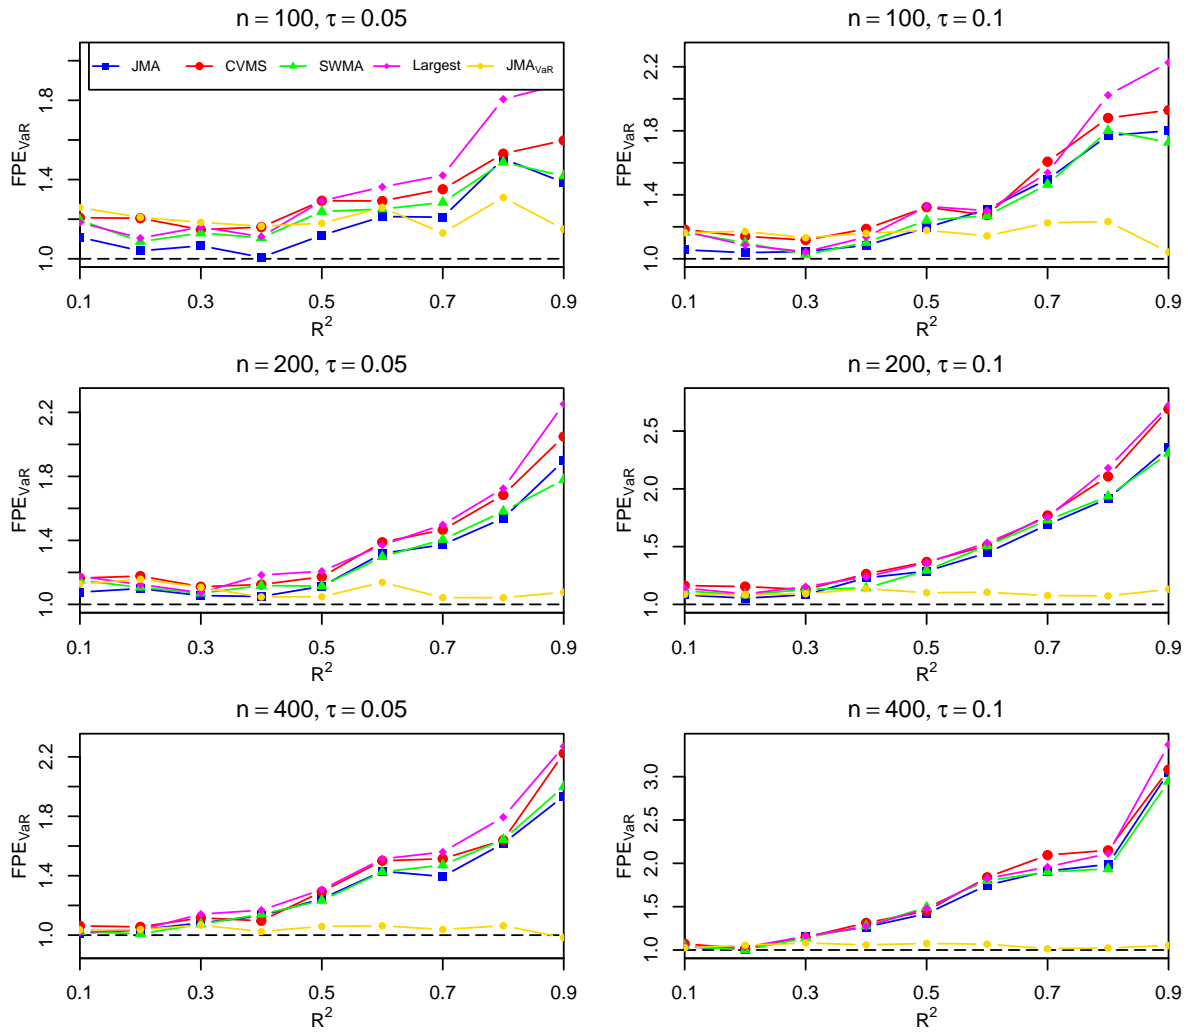 n = 100, τ = 0.05
FPE_VaR
1.0 1.4 1.8
JMA CVMS SWMA Largest JMA_VaR
0.1 0.3 0.5 0.7 0.9
R²
n = 100, τ = 0.1
FPE_VaR
1.0 1.4 1.8 2.2
0.1 0.3 0.5 0.7 0.9
R²
n = 200, τ = 0.05
FPE_VaR
1.0 1.4 1.8 2.2
0.1 0.3 0.5 0.7 0.9
R²
n = 200, τ = 0.1
FPE_VaR
1.0 1.5 2.0 2.5
0.1 0.3 0.5 0.7 0.9
R²
n = 400, τ = 0.05
FPE_VaR
1.0 1.4 1.8 2.2
0.1 0.3 0.5 0.7 0.9
R²
n = 400, τ = 0.1
FPE_VaR
1.0 1.5 2.0 2.5 3.0
0.1 0.3 0.5 0.7 0.9
R²